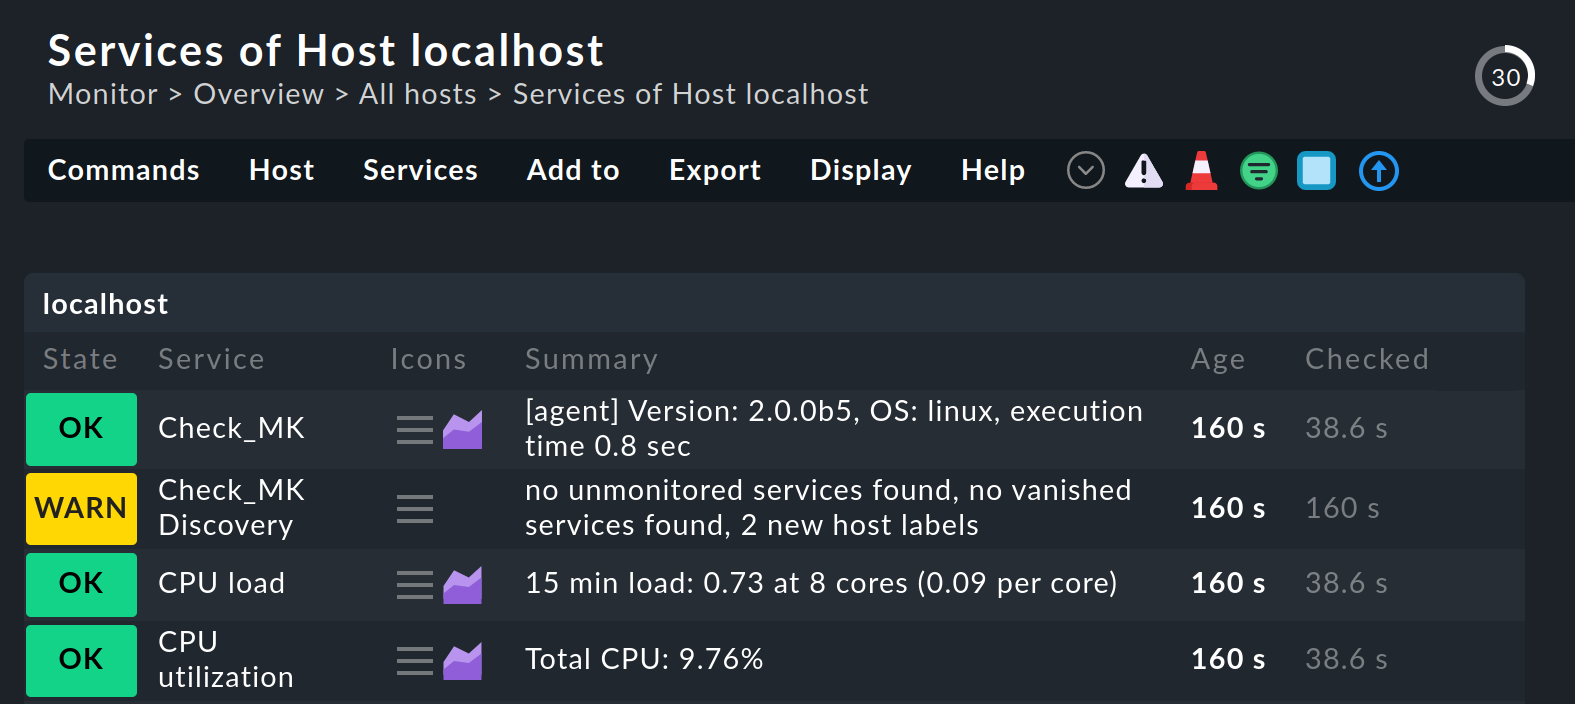 Services of Host localhost
Monitor > Overview > All hosts > Services of Host localhost
30
Commands Host Services Add to Export Display Help
localhost
State Service Icons Summary Age Checked
OK Check_MK [agent] Version: 2.0.0b5, OS: linux, execution 160 s 38.6 s
time 0.8 sec
WARN Check_MK no unmonitored services found, no vanished 160 s 160 s
Discovery services found, 2 new host labels
OK CPU load 15 min load: 0.73 at 8 cores (0.09 per core) 160 s 38.6 s
OK CPU Total CPU: 9.76% 160 s 38.6 s
utilization